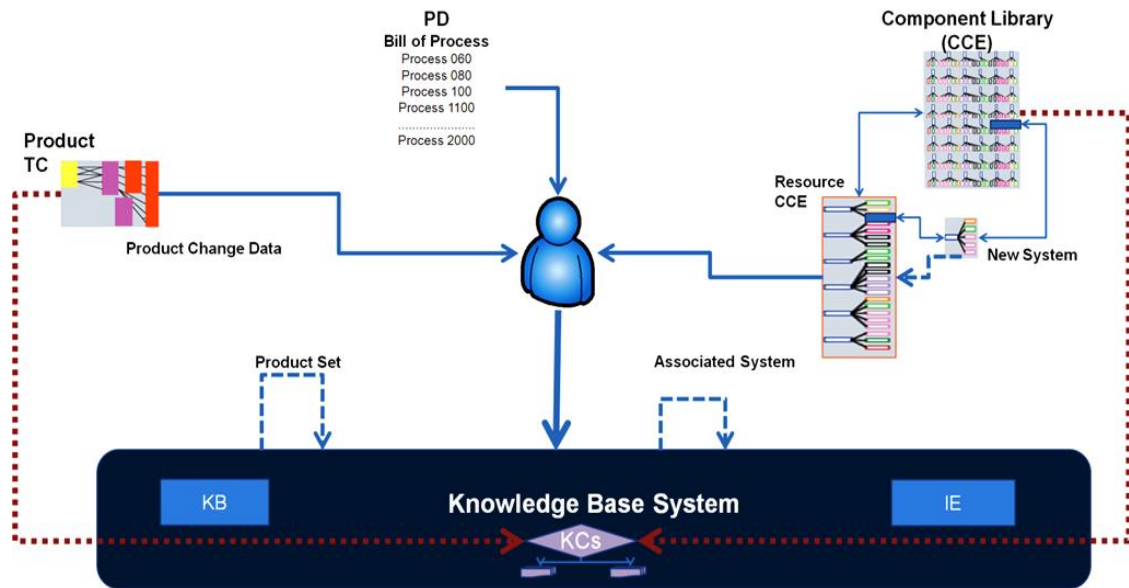 PD
Bill of Process
Process 060
Process 080
Process 100
Process 1100
......................
Process 2000
Component Library
(CCE)
Product
TC
Product Change Data
Resource
CCE
New System
Product Set
Associated System
KB
Knowledge Base System
IE
KCs